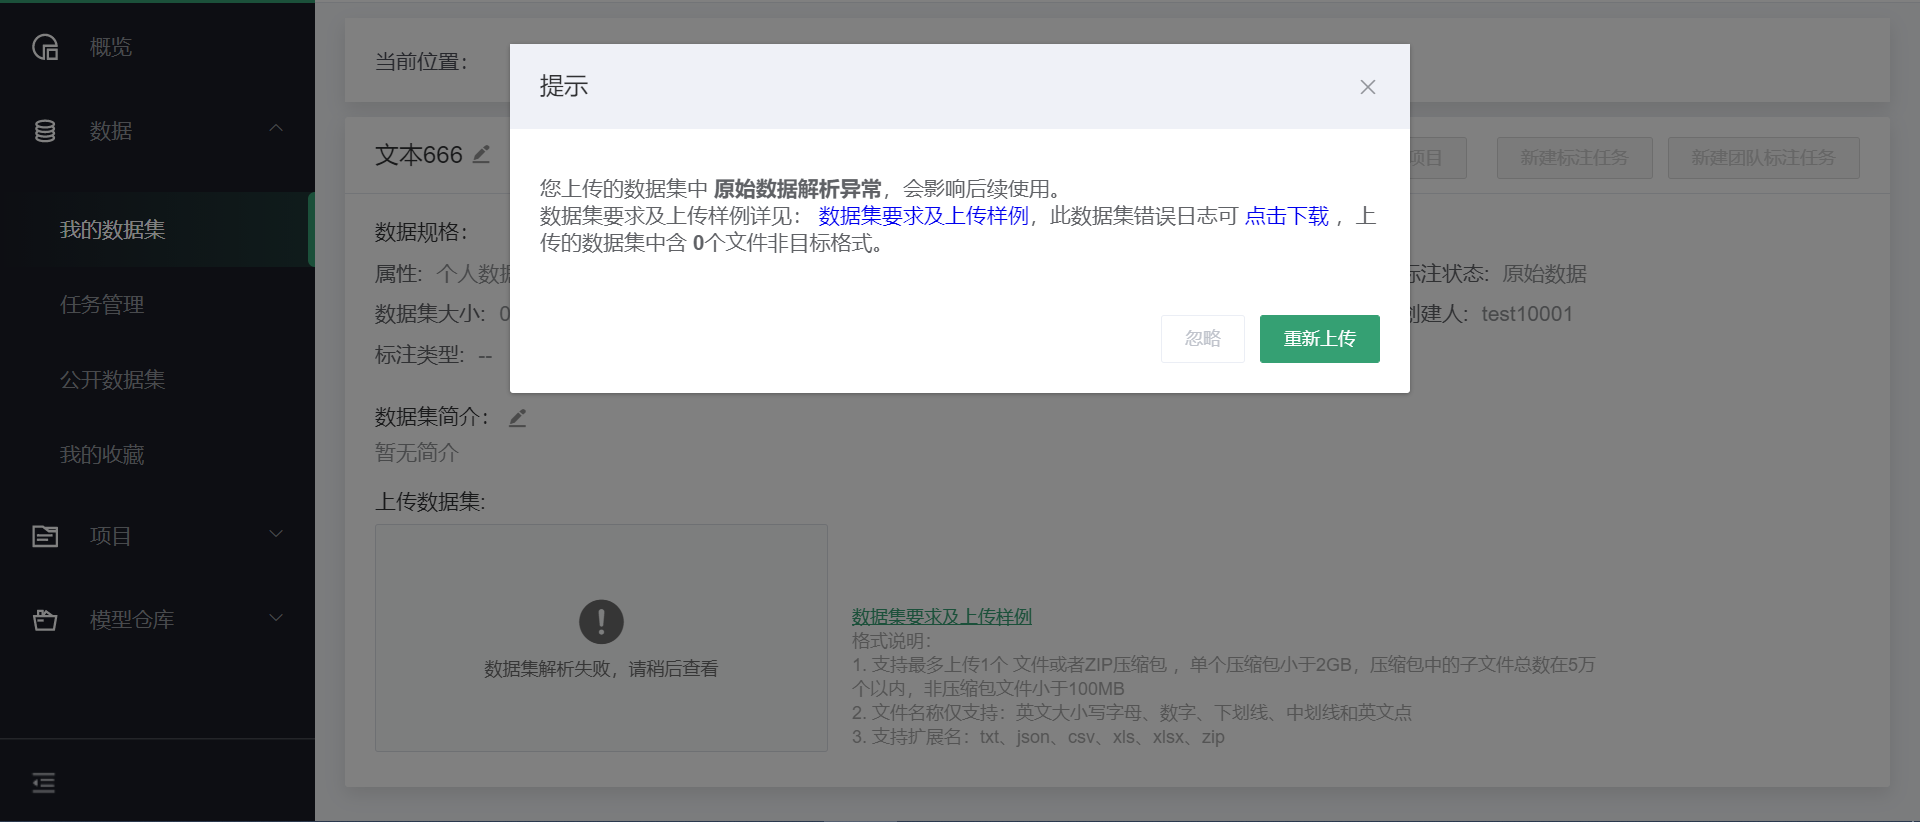 概览
数据
我的数据集
任务管理
公开数据集
我的收藏
项目
模型仓库
当前位置：
文本666
项目
新建标注任务
新建团队标注任务
提示
您上传的数据集中 原始数据解析异常，会影响后续使用。
数据集要求及上传样例详见： 数据集要求及上传样例，此数据集错误日志可 点击下载 ，上
传的数据集中含 0个文件非目标格式。
忽略
重新上传
数据规格：
属性: 个人数据
标注状态: 原始数据
数据集大小: 0
创建人: test10001
标注类型: --
数据集简介：
暂无简介
上传数据集:
数据集解析失败，请稍后查看
数据集要求及上传样例
格式说明：
1. 支持最多上传1个 文件或者ZIP压缩包 ，单个压缩包小于2GB，压缩包中的子文件总数在5万
个以内，非压缩包文件小于100MB
2. 文件名称仅支持：英文大小写字母、数字、下划线、中划线和英文点
3. 支持扩展名：txt、json、csv、xls、xlsx、zip